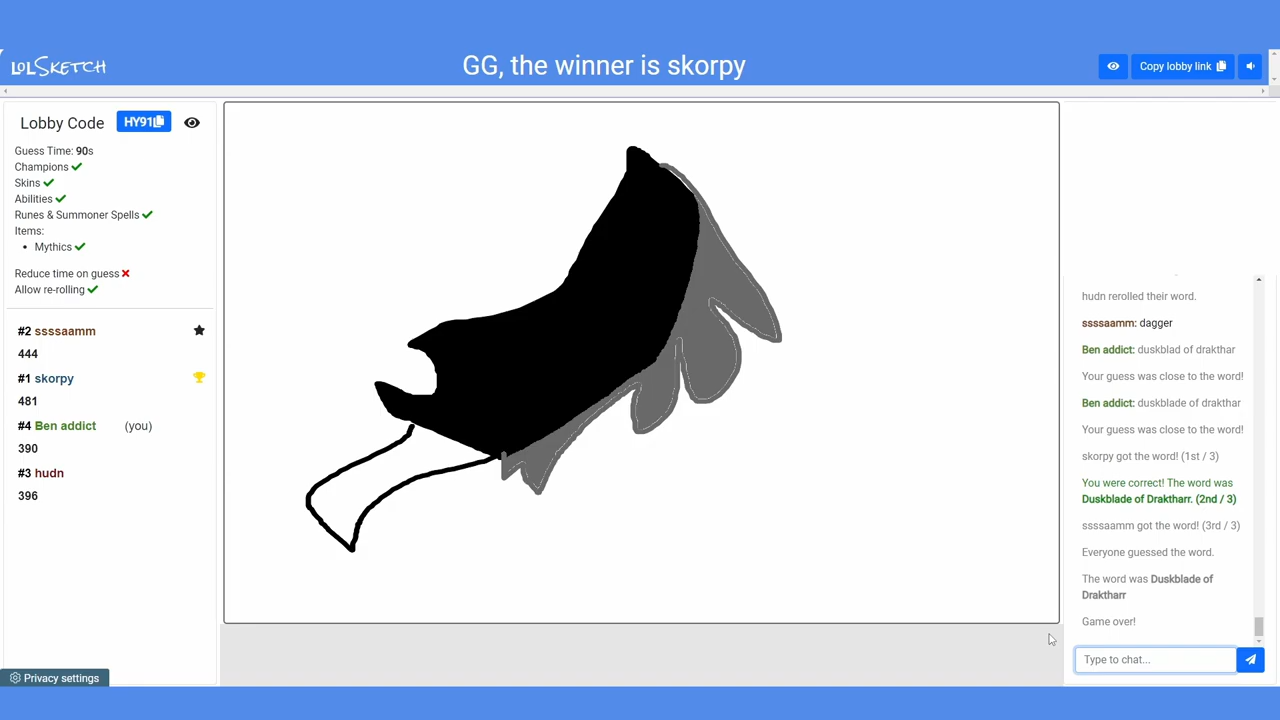 GG, the winner is skorpy
LOLSKETCH
Copy lobby link
Lobby Code HY91
Guess Time: 90s
Champions
Skins
Abilities
Runes & Summoner Spells
Items:
Mythics
Reduce time on guess
Allow re-rolling
#2 ssssaamm
444
#1 skorpy
481
#4 Ben addict (you)
390
#3 hudn
396
Privacy settings
hudn rerolled their word.
ssssaamm: dagger
Ben addict: duskblad of drakthar
Your guess was close to the word!
Ben addict: duskblade of drakthar
Your guess was close to the word!
skorpy got the word! (1st / 3)
You were correct! The word was
Duskblade of Draktharr. (2nd / 3)
ssssaamm got the word! (3rd / 3)
Everyone guessed the word.
The word was Duskblade of
Draktharr
Game over!
Type to chat...